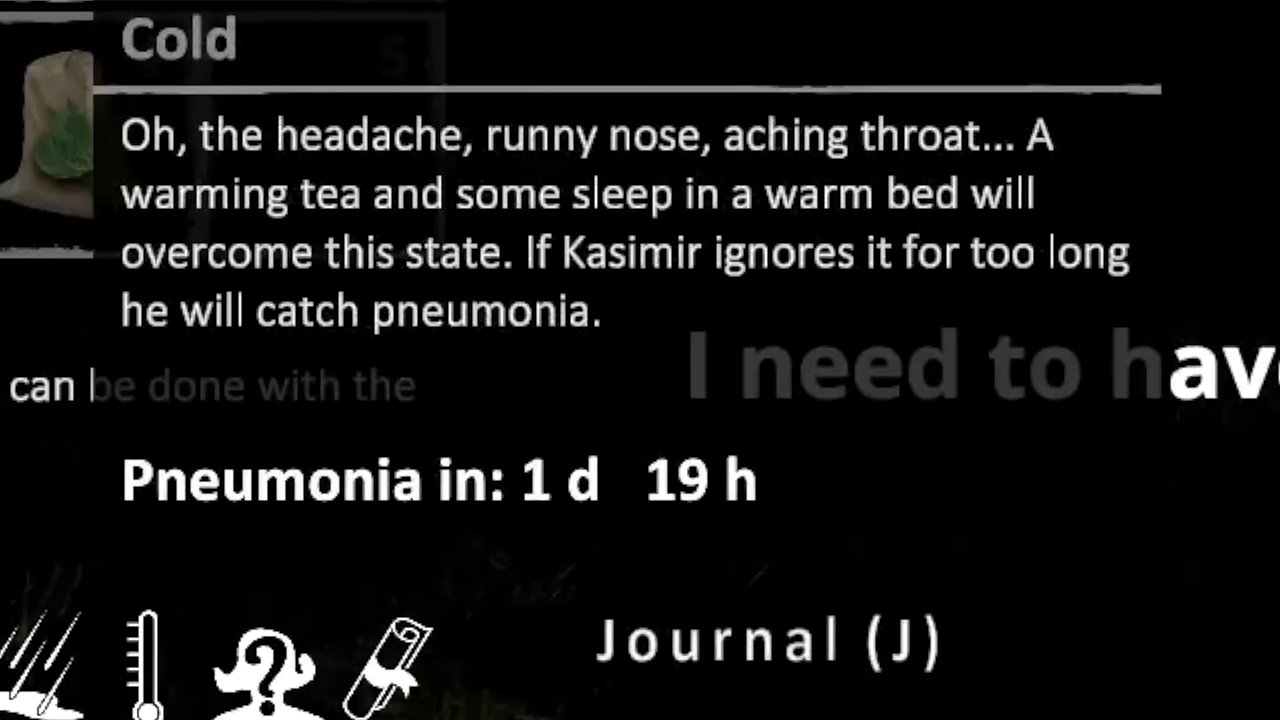 Cold
Oh, the headache, runny nose, aching throat... A
warming tea and some sleep in a warm bed will
overcome this state. If Kasimir ignores it for too long
he will catch pneumonia.
I need to have
can be done with the
Pneumonia in: 1 d 19 h
Journal (J)